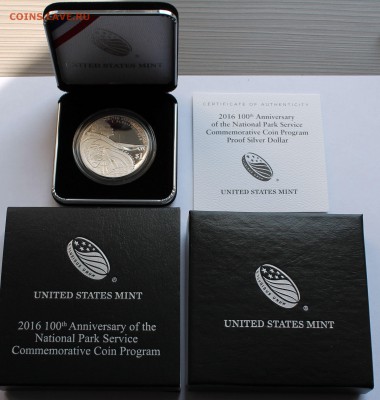 COINS.SAVE.RU
UNITED STATES MINT
CERTIFICATE OF AUTHENTICITY
2016 100th Anniversary
of the National Park Service
Commemorative Coin Program
Proof Silver Dollar
UNITED STATES MINT
UNITED STATES MINT
2016 100th Anniversary of the
National Park Service
Commemorative Coin Program
UNITED STATES MINT